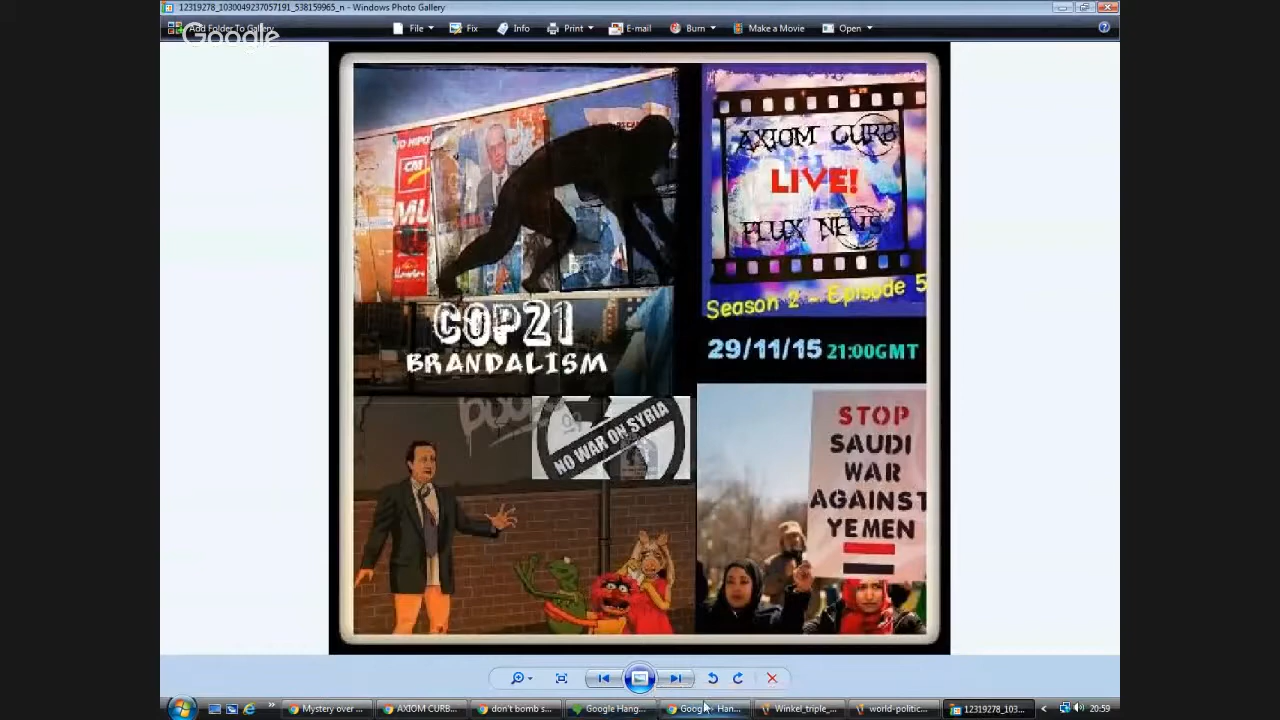 12319278_1030049237057191_538159965_n - Windows Photo Gallery
Add Folder To Gallery
Google
File
Fix
Info
Print
E-mail
Burn
Make a Movie
Open
CM
MU
COP21
BRANDALISM
AXIOM CURB
LIVE!
FLUX NEWS
Season 2 - Episode 5
29/11/15 21:00GMT
NO WAR ON SYRIA
STOP
SAUDI
WAR
AGAINST
YEMEN
Mystery over ...
AXIOM CURB...
don't bomb s...
Google Hang...
Google+ Han...
Winkel_triple_...
world-politic...
12319278_103...
20:59